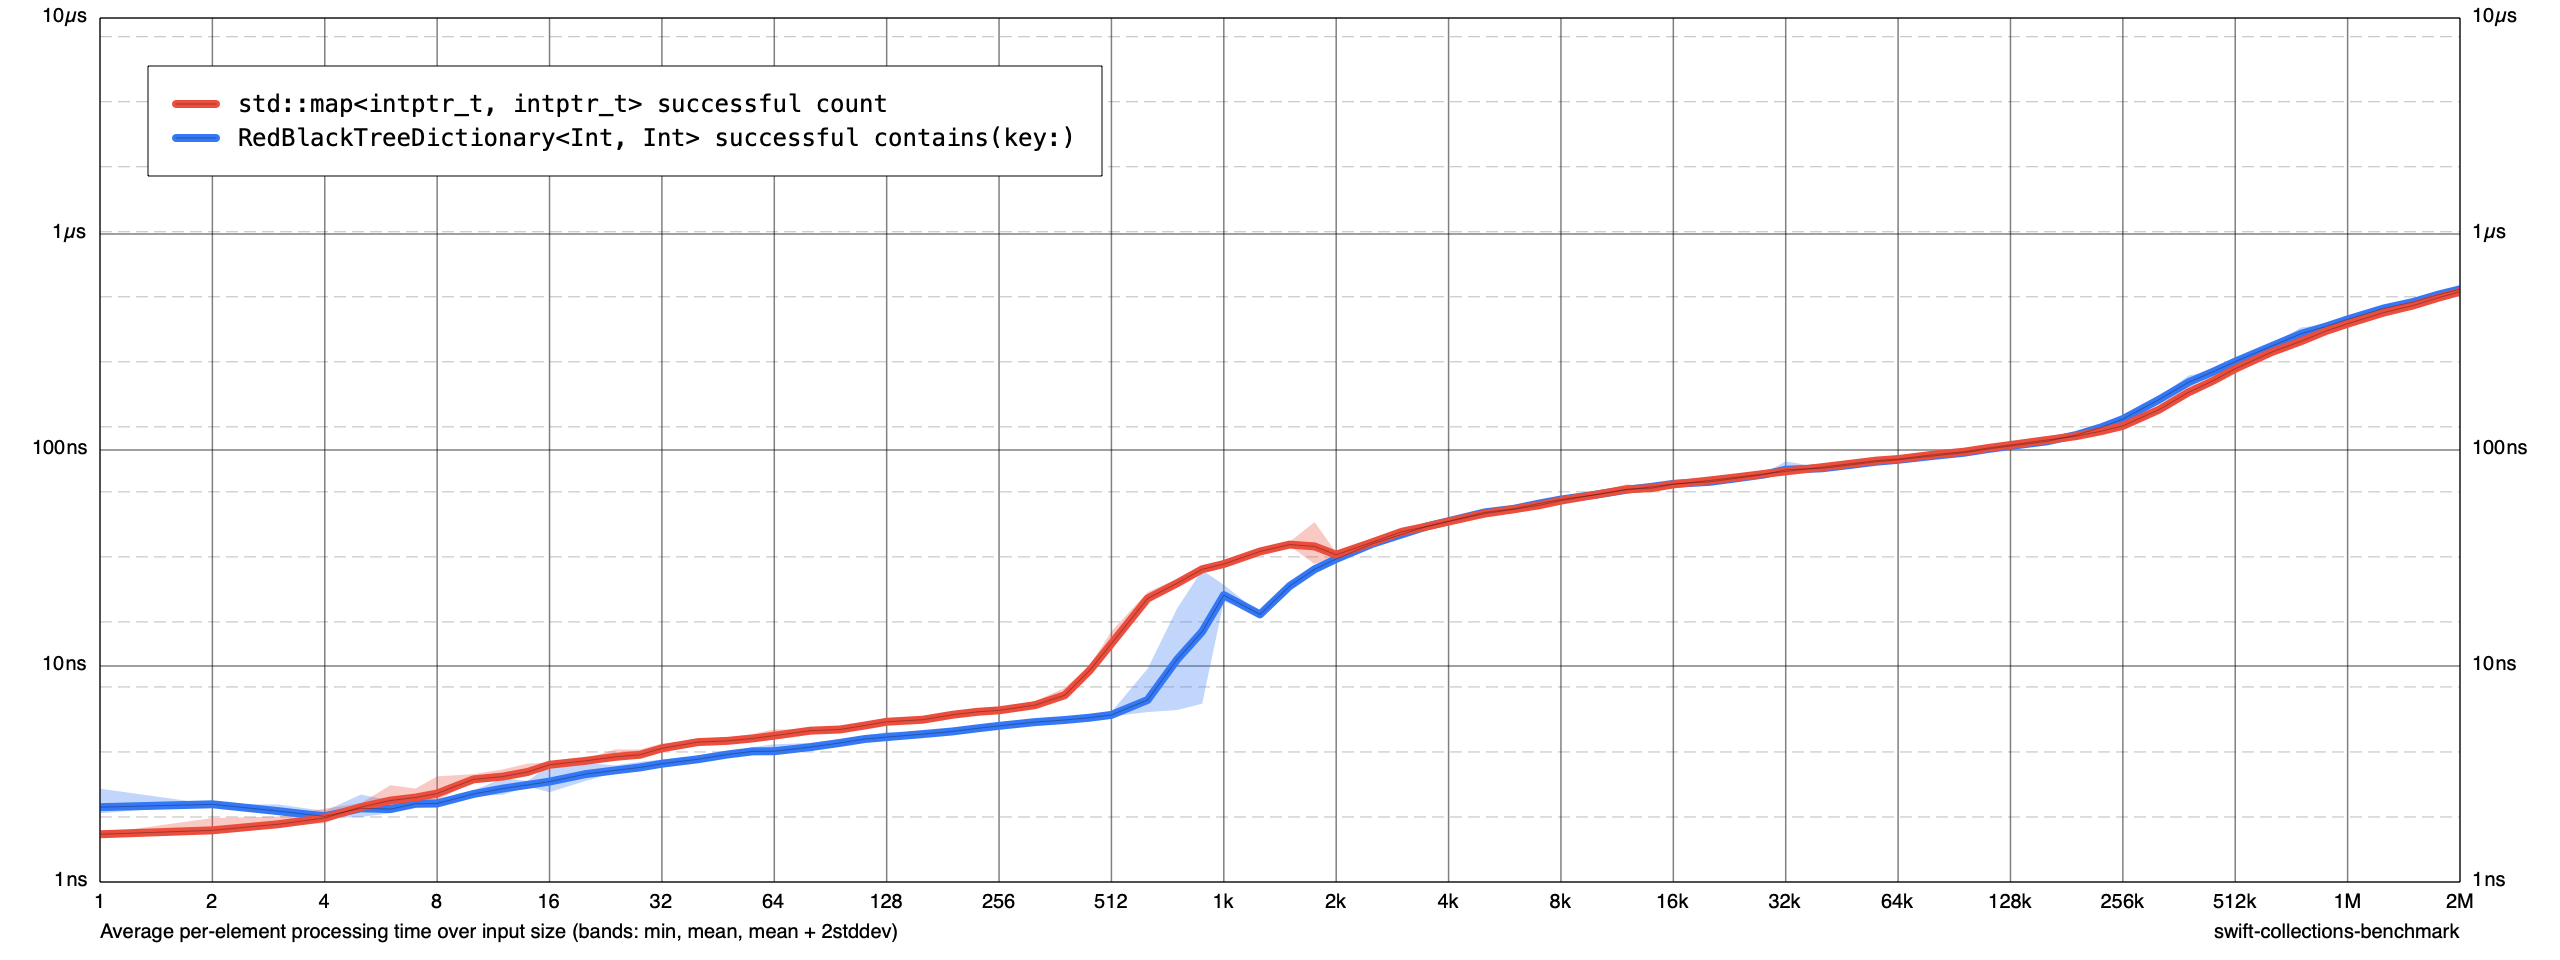 10µs
10µs
std::map<intptr_t, intptr_t> successful count
RedBlackTreeDictionary<Int, Int> successful contains(key:)
1µs
1µs
100ns
100ns
10ns
10ns
1ns
1ns
1 2 4 8 16 32 64 128 256 512 1k 2k 4k 8k 16k 32k 64k 128k 256k 512k 1M 2M
Average per-element processing time over input size (bands: min, mean, mean + 2stddev)
swift-collections-benchmark